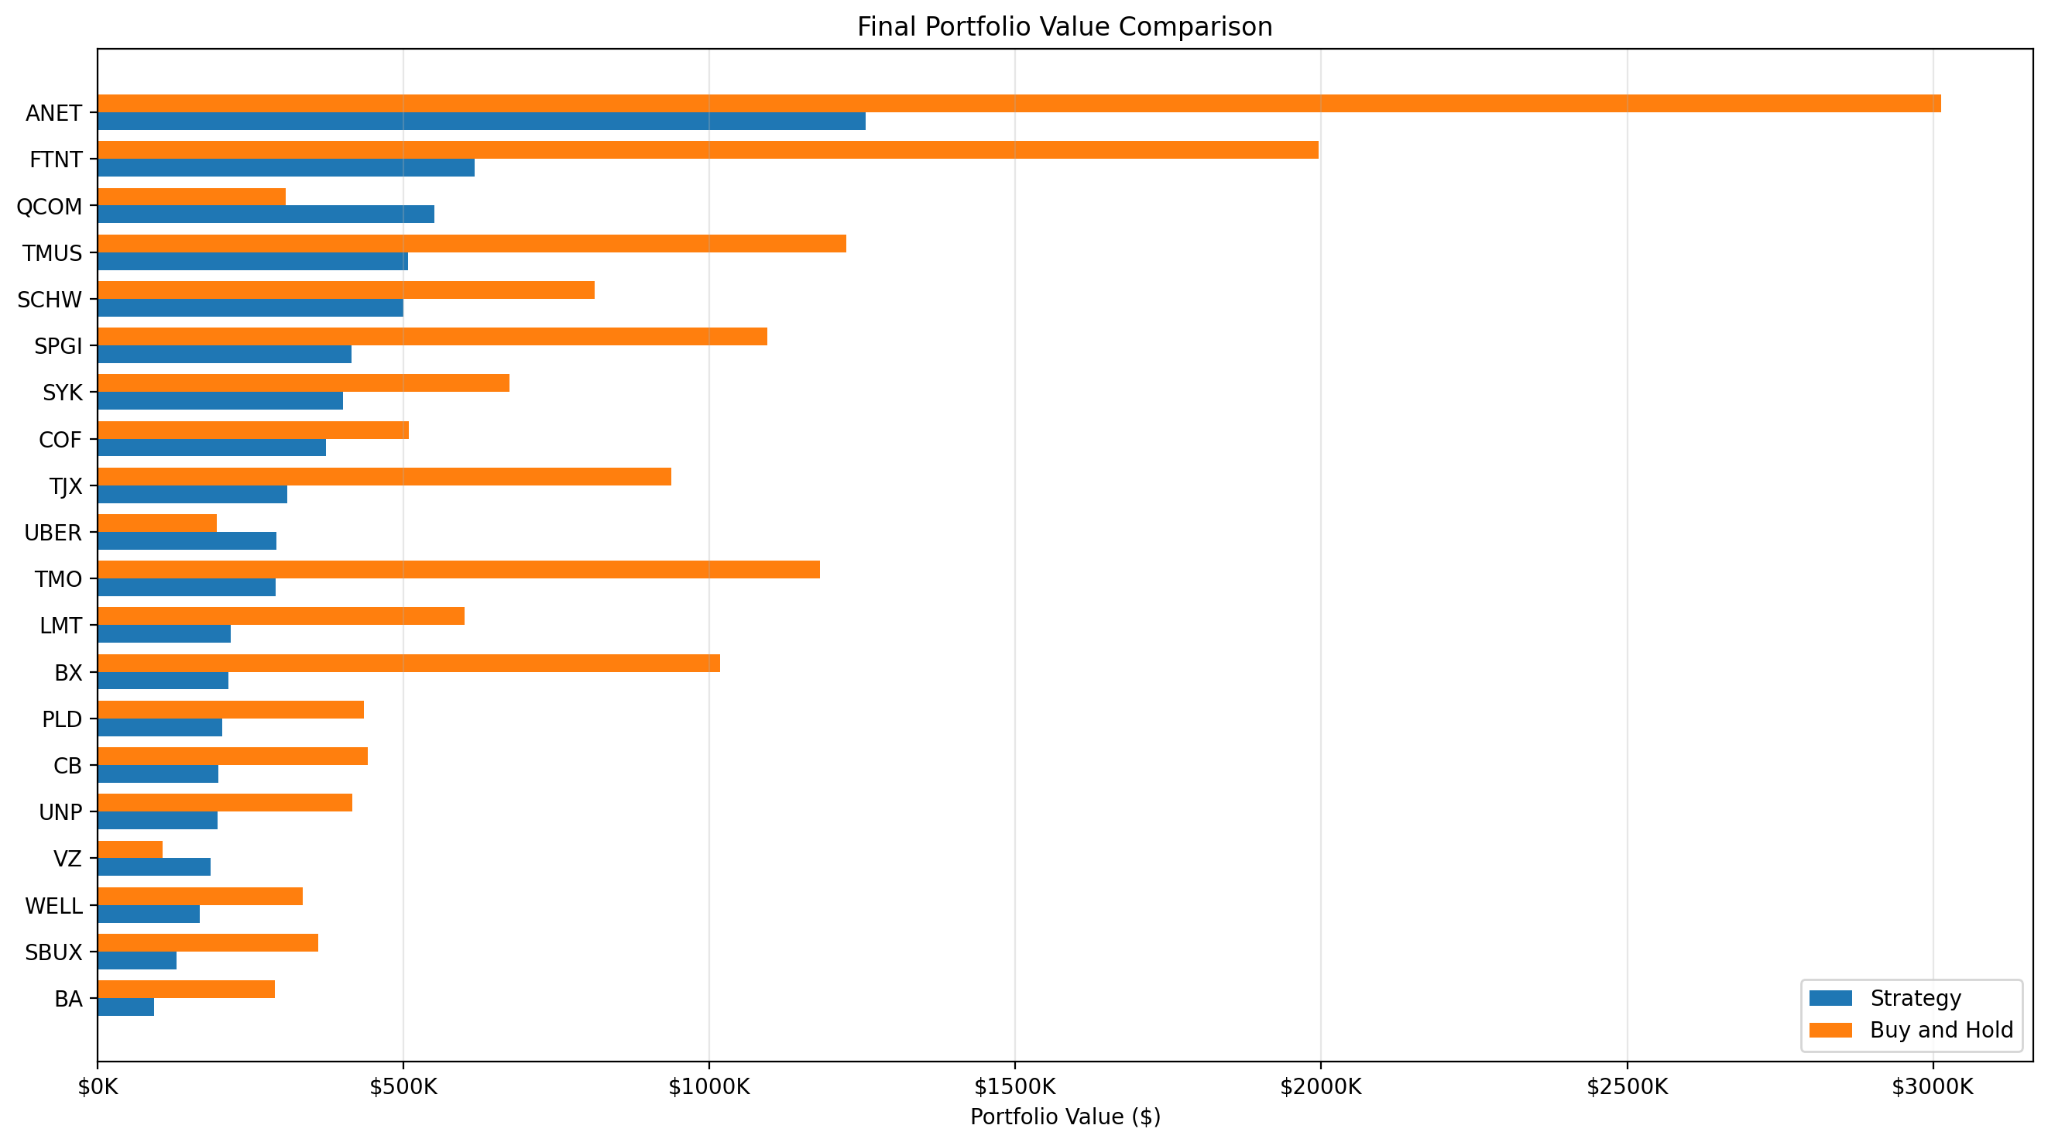 Final Portfolio Value Comparison
ANET
FTNT
QCOM
TMUS
SCHW
SPGI
SYK
COF
TJX
UBER
TMO
LMT
BX
PLD
CB
UNP
VZ
WELL
SBUX
BA
Strategy
Buy and Hold
$0K $500K $1000K $1500K $2000K $2500K $3000K
Portfolio Value ($)